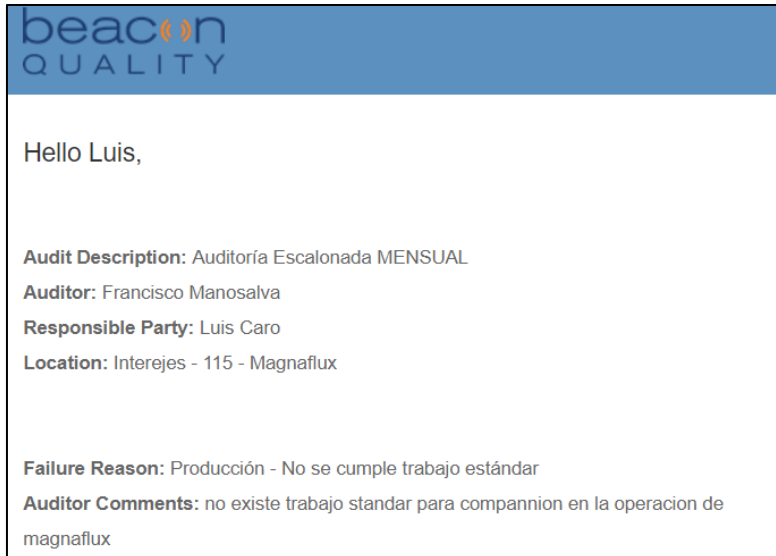 beacon
QUALITY
Hello Luis,
Audit Description: Auditoría Escalonada MENSUAL
Auditor: Francisco Manosalva
Responsible Party: Luis Caro
Location: Interejes - 115 - Magnaflux
Failure Reason: Producción - No se cumple trabajo estándar
Auditor Comments: no existe trabajo standar para compannion en la operacion de
magnaflux